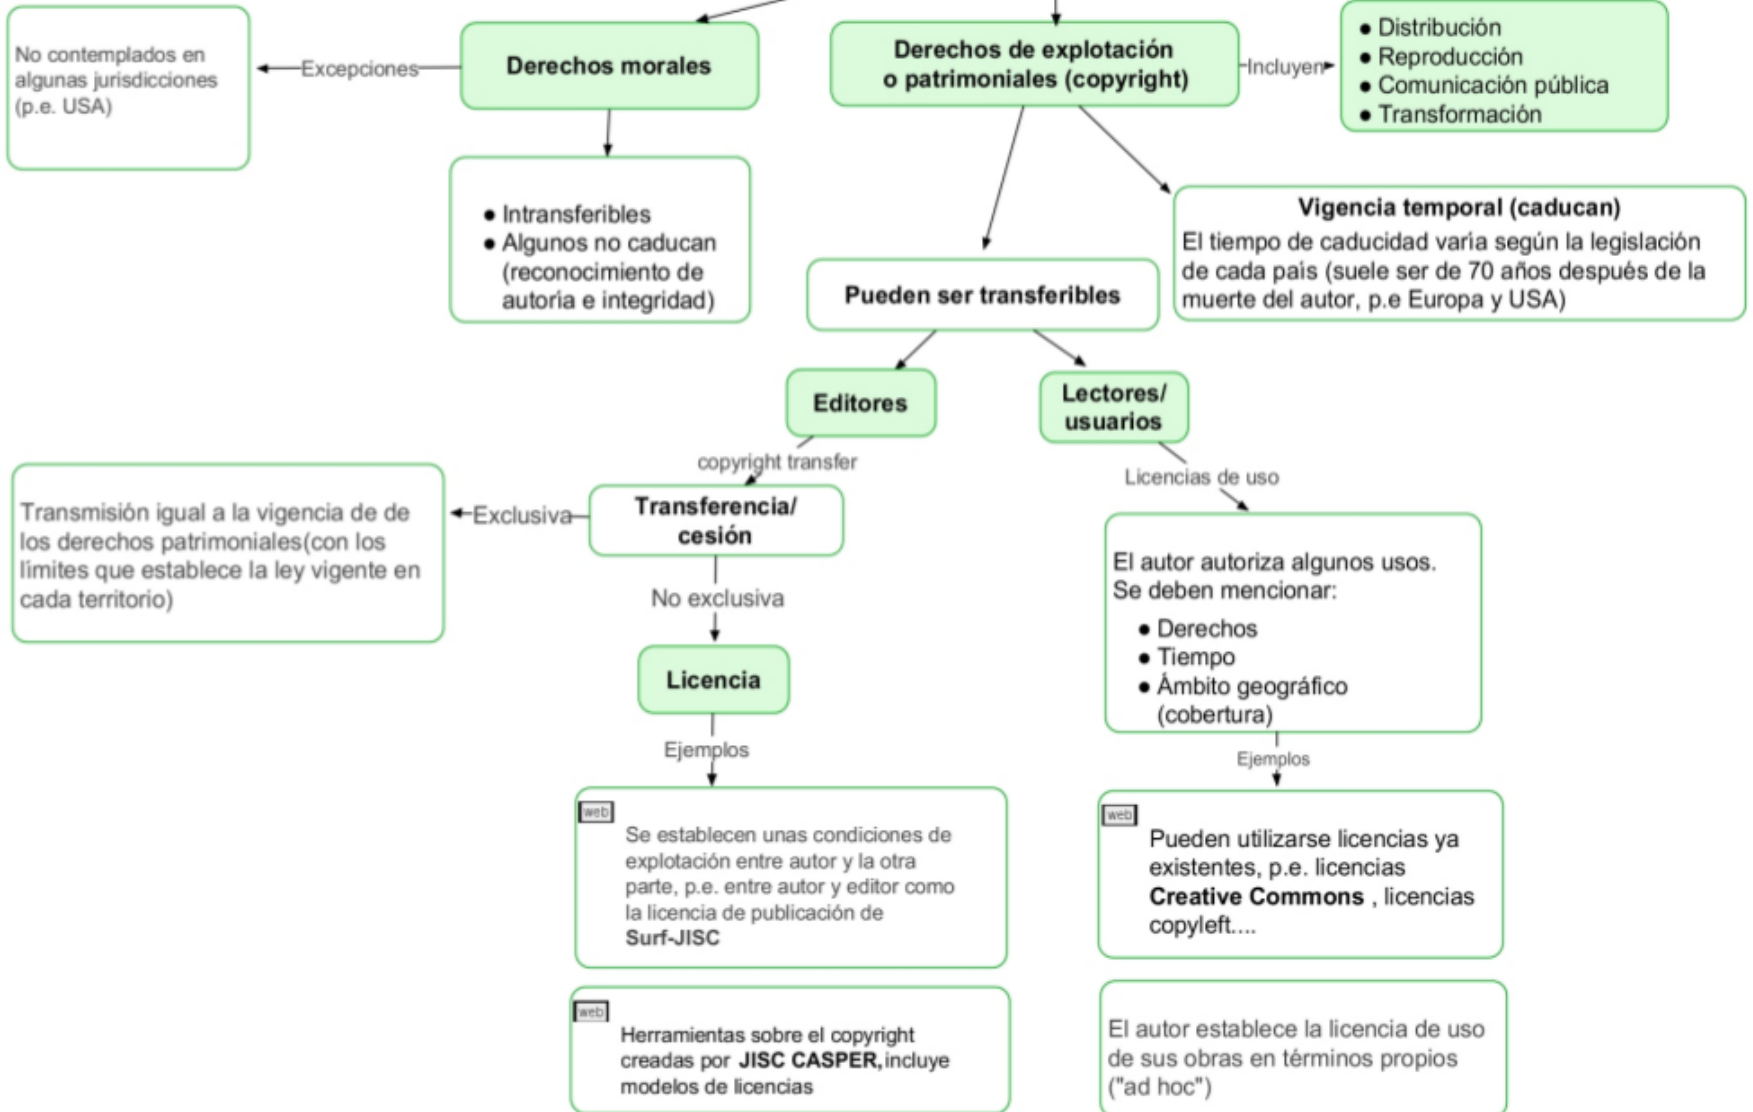 No contemplados en
algunas jurisdicciones
(p.e. USA)
Excepciones
Derechos morales
Derechos de explotación
o patrimoniales (copyright)
Incluyen
● Distribución
● Reproducción
● Comunicación pública
● Transformación
● Intransferibles
● Algunos no caducan
(reconocimiento de
autoría e integridad)
Vigencia temporal (caducan)
El tiempo de caducidad varía según la legislación
de cada país (suele ser de 70 años después de la
muerte del autor, p.e Europa y USA)
Pueden ser transferibles
Editores
Lectores/
usuarios
copyright transfer
Licencias de uso
Transmisión igual a la vigencia de de
los derechos patrimoniales(con los
límites que establece la ley vigente en
cada territorio)
Exclusiva
Transferencia/
cesión
No exclusiva
Licencia
Ejemplos
El autor autoriza algunos usos.
Se deben mencionar:
● Derechos
● Tiempo
● Ámbito geográfico
(cobertura)
Ejemplos
web
Se establecen unas condiciones de
explotación entre autor y la otra
parte, p.e. entre autor y editor como
la licencia de publicación de
Surf-JISC
web
Pueden utilizarse licencias ya
existentes, p.e. licencias
Creative Commons , licencias
copyleft....
web
Herramientas sobre el copyright
creadas por JISC CASPER, incluye
modelos de licencias
El autor establece la licencia de uso
de sus obras en términos propios
("ad hoc")